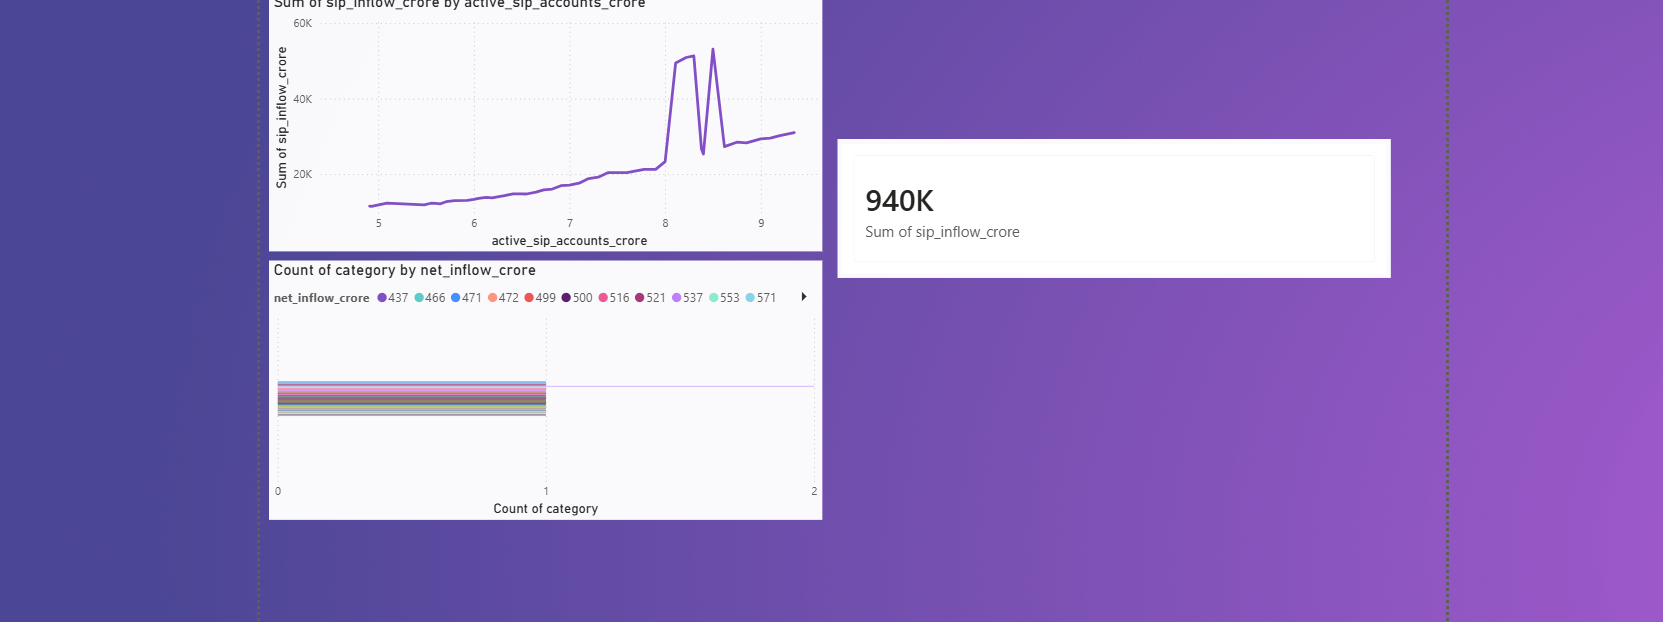 Sum of sip_inflow_crore by active_sip_accounts_crore
Sum of sip_inflow_crore
60K
40K
20K
5 6 7 8 9
active_sip_accounts_crore
Count of category by net_inflow_crore
net_inflow_crore 437 466 471 472 499 500 516 521 537 553 571
0 1 2
Count of category
940K
Sum of sip_inflow_crore